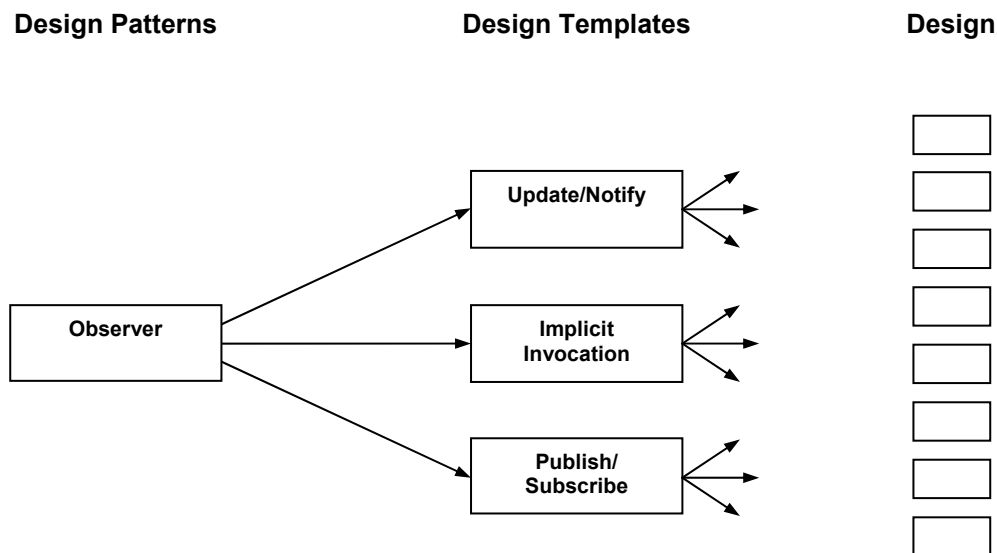 Design Patterns
Design Templates
Design
Update/Notify
Observer
Implicit
Invocation
Publish/
Subscribe